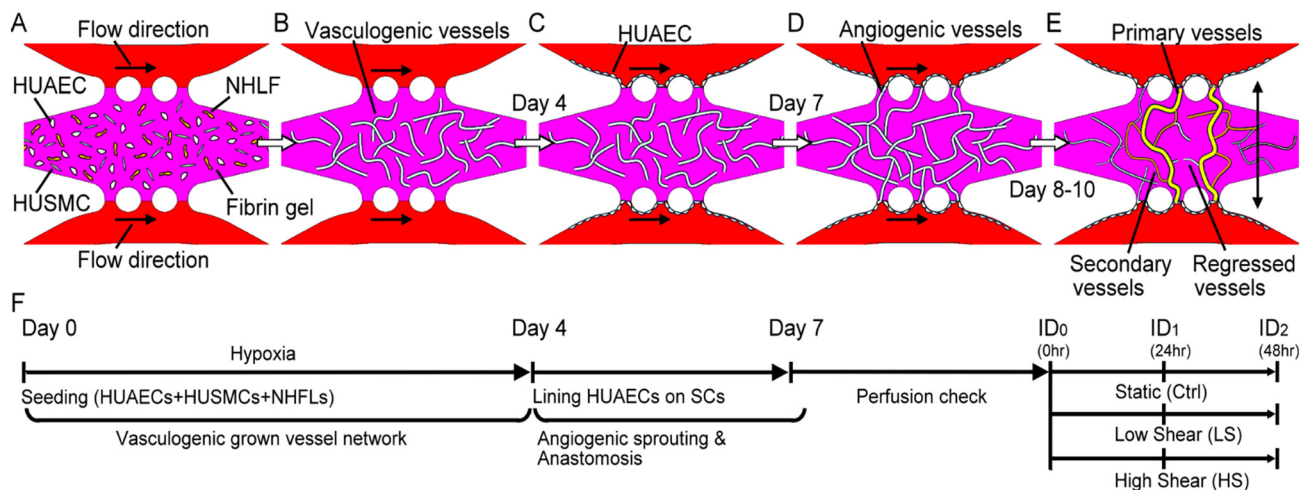 A
Flow direction
HUAEC
NHLF
HUSMC
Fibrin gel
Flow direction
B
Vasculogenic vessels
Day 4
C
HUAEC
Day 7
D
Angiogenic vessels
Day 8-10
E
Primary vessels
Secondary
vessels
Regressed
vessels
F
Day 0
Day 4
Day 7
ID0
(0hr)
ID1
(24hr)
ID2
(48hr)
Hypoxia
Seeding (HUAECs+HUSMCs+NHFLs)
Lining HUAECs on SCs
Perfusion check
Static (Ctrl)
Vasculogenic grown vessel network
Angiogenic sprouting &
Anastomosis
Low Shear (LS)
High Shear (HS)